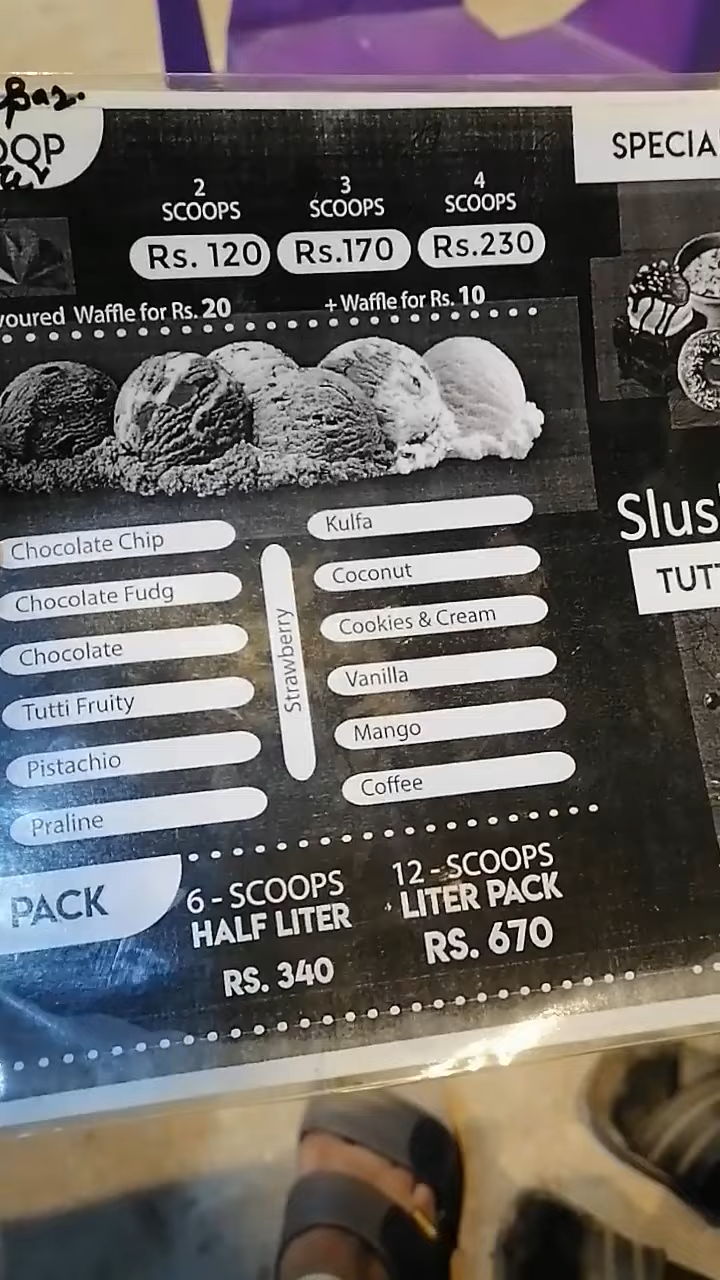 Baz.
OOP
SPECIA
2
SCOOPS
Rs. 120
3
SCOOPS
Rs.170
4
SCOOPS
Rs.230
voured Waffle for Rs. 20
+ Waffle for Rs. 10
Chocolate Chip
Chocolate Fudg
Chocolate
Tutti Fruity
Pistachio
Praline
Strawberry
Kulfa
Coconut
Cookies & Cream
Vanilla
Mango
Coffee
Slus
TUT
PACK
6 - SCOOPS
HALF LITER
RS. 340
12 - SCOOPS
LITER PACK
RS. 670